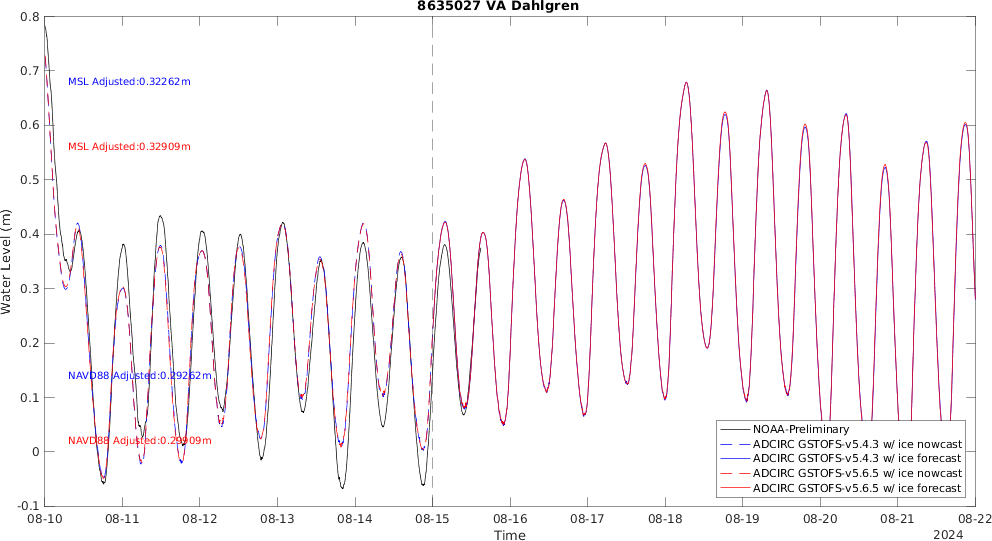 8635027 VA Dahlgren
0.8
0.7
0.6
0.5
0.4
0.3
0.2
0.1
0
-0.1
Water Level (m)
MSL Adjusted:0.32262m
MSL Adjusted:0.32909m
NAVD88 Adjusted:0.29262m
NAVD88 Adjusted:0.29909m
NOAA-Preliminary
ADCIRC GSTOFS-v5.4.3 w/ ice nowcast
ADCIRC GSTOFS-v5.4.3 w/ ice forecast
ADCIRC GSTOFS-v5.6.5 w/ ice nowcast
ADCIRC GSTOFS-v5.6.5 w/ ice forecast
08-10 08-11 08-12 08-13 08-14 08-15 08-16 08-17 08-18 08-19 08-20 08-21 08-22
Time
2024